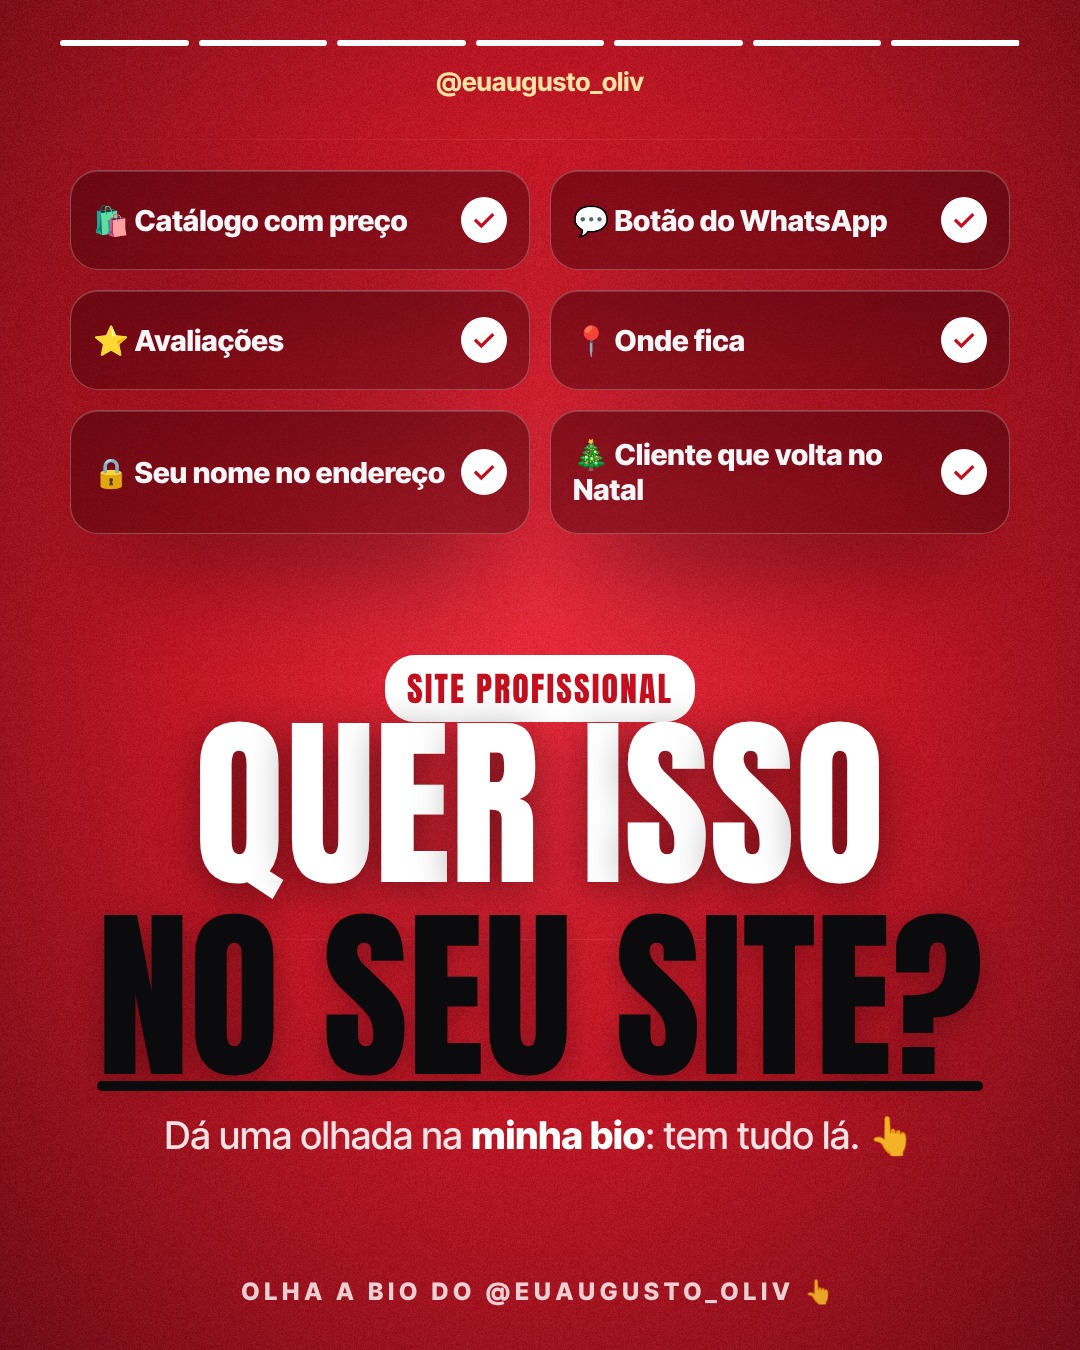 @euaugusto_oliv
🛍️ Catálogo com preço
💬 Botão do WhatsApp
⭐ Avaliações
📍 Onde fica
🔒 Seu nome no endereço
🎄 Cliente que volta no
Natal
SITE PROFISSIONAL
QUER ISSO
NO SEU SITE?
Dá uma olhada na minha bio: tem tudo lá. 👆
OLHA A BIO DO @EUAUGUSTO_OLIV 👆